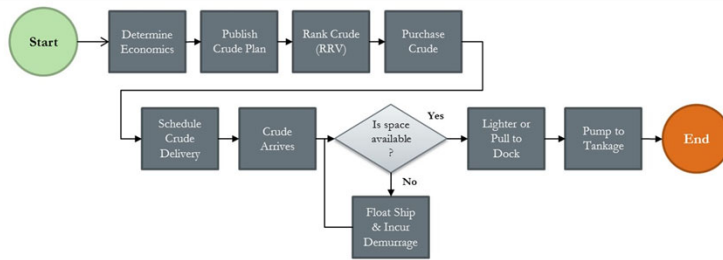 Start
Determine
Economics
Publish
Crude Plan
Rank Crude
(RRV)
Purchase
Crude
Schedule
Crude
Delivery
Crude
Arrives
Is space
available
?
Yes
Lighter or
Pull to
Dock
Pump to
Tankage
End
No
Float Ship
& Incur
Demurrage